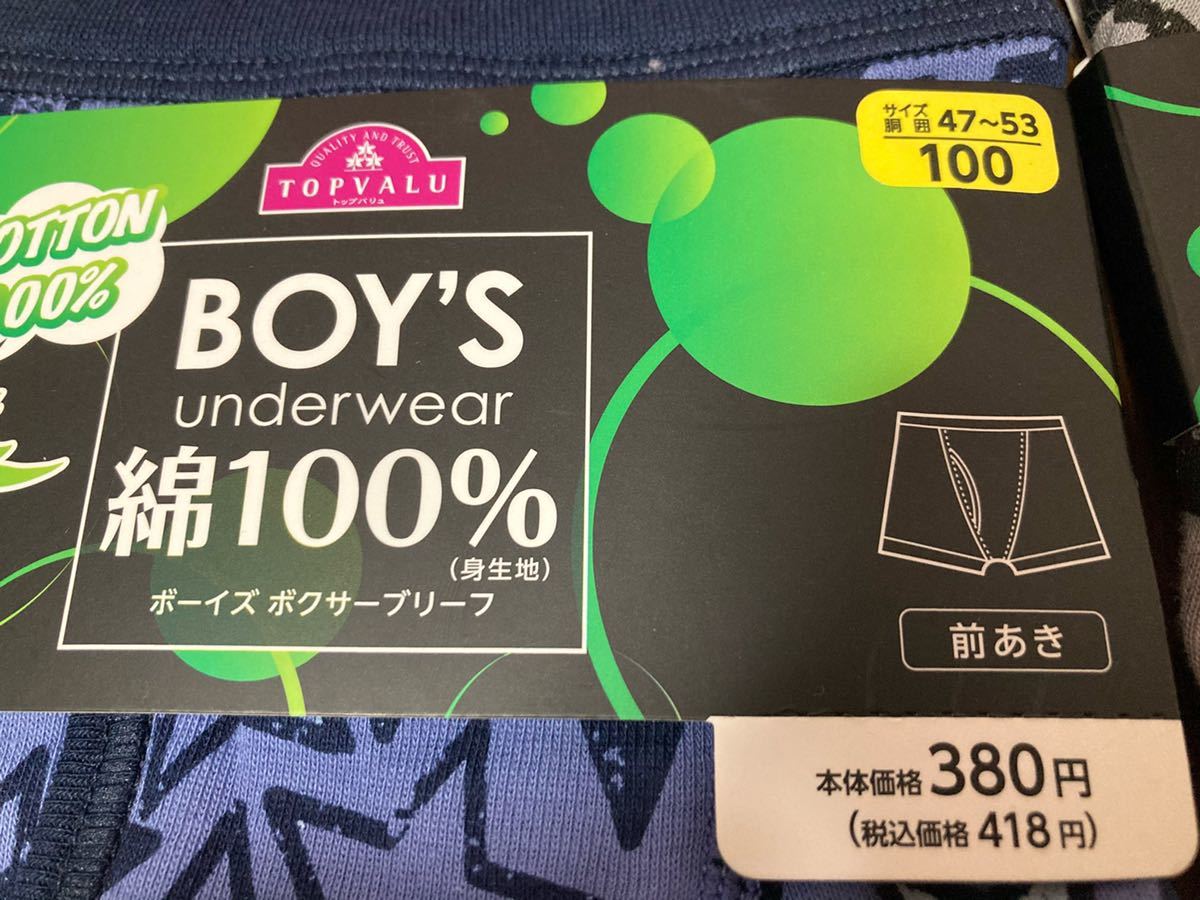 QUALITY AND TRUST
TOPVALU
トップバリュ
サイズ
胴囲 47~53
100
100%
BOY'S
underwear
綿100%
(身生地)
ボーイズ ボクサーブリーフ
前あき
本体価格 380円
(税込価格 418円)